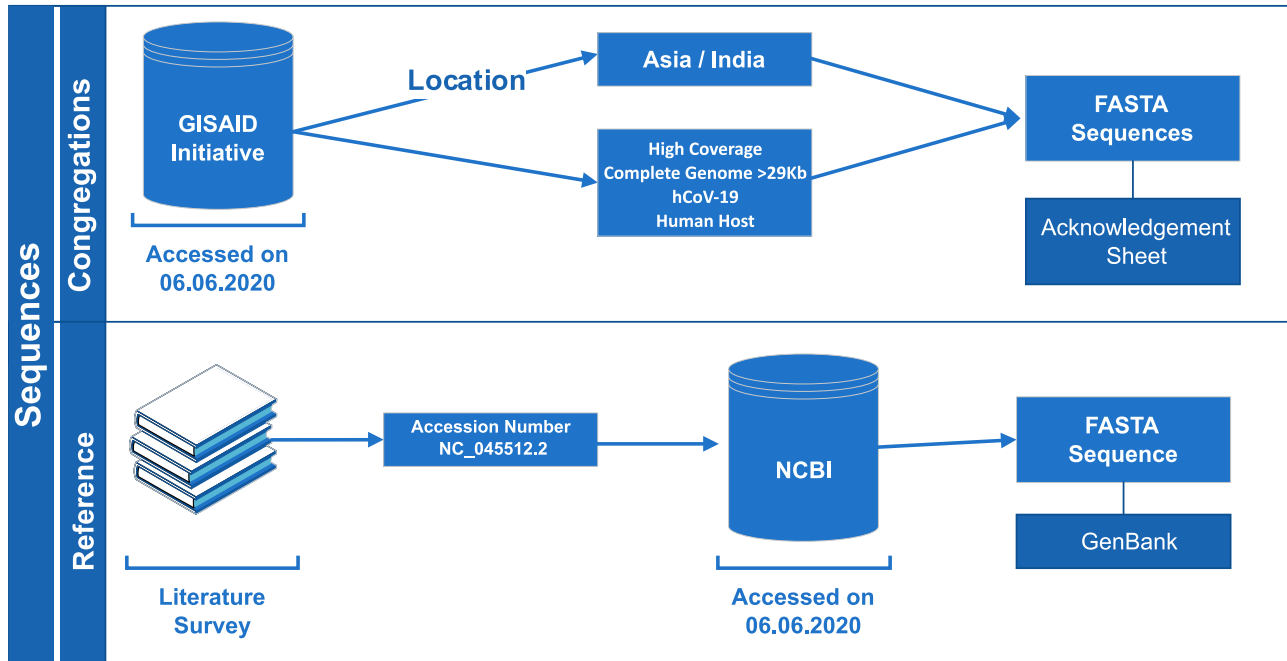 Sequences
Congregations
GISAID
Initiative
Accessed on
06.06.2020
Location
Asia / India
High Coverage
Complete Genome >29Kb
hCoV-19
Human Host
FASTA
Sequences
Acknowledgement
Sheet
Reference
Literature
Survey
Accession Number
NC_045512.2
NCBI
Accessed on
06.06.2020
FASTA
Sequence
GenBank